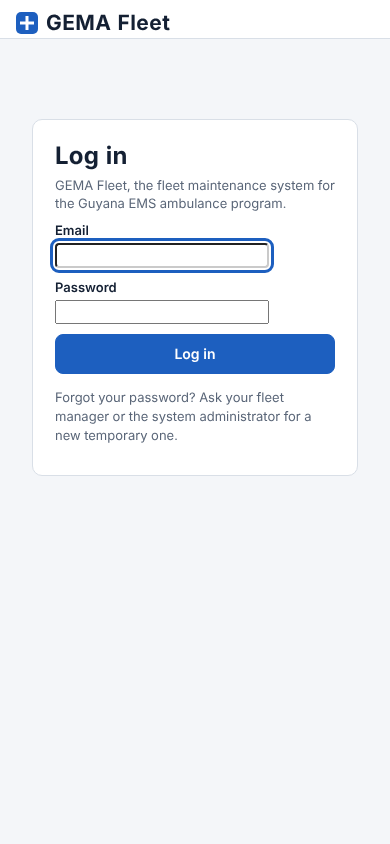 GEMA Fleet
Log in
GEMA Fleet, the fleet maintenance system for
the Guyana EMS ambulance program.
Email
Password
Log in
Forgot your password? Ask your fleet
manager or the system administrator for a
new temporary one.